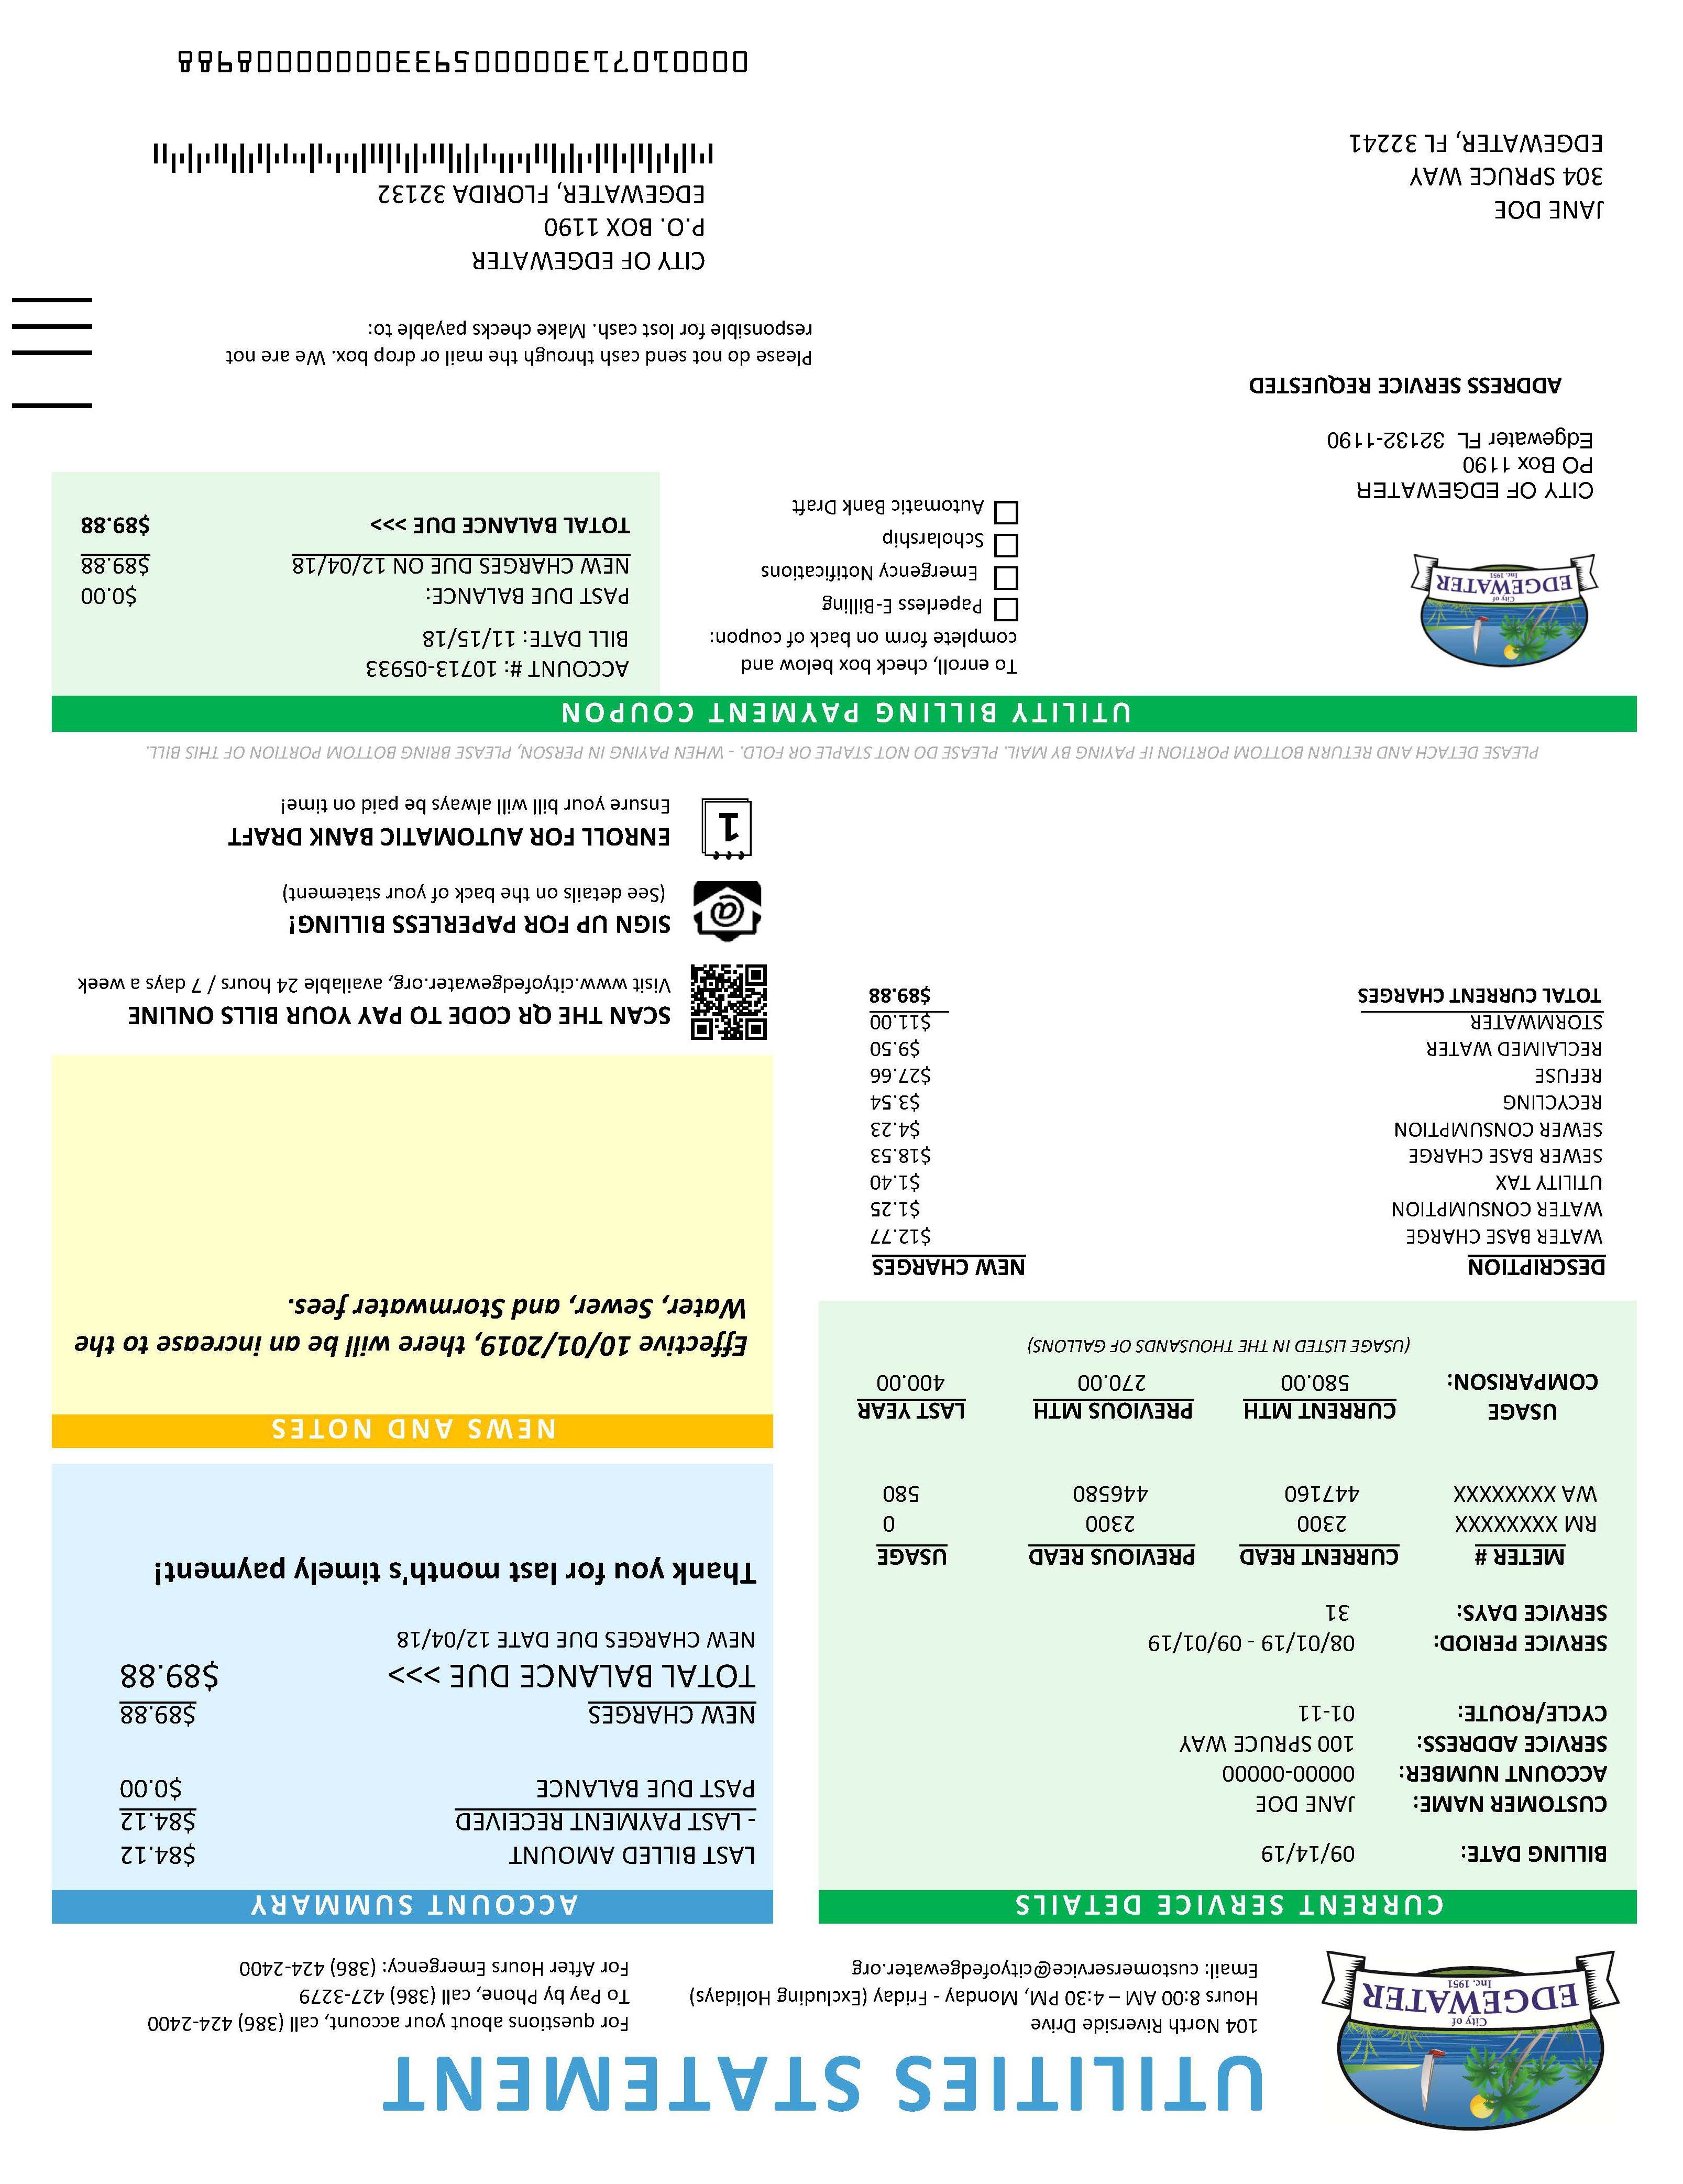 City of
EDGEWATER
Inc. 1951
UTILITIES STATEMENT
104 North Riverside Drive
Hours 8:00 AM – 4:30 PM, Monday - Friday (Excluding Holidays)
Email: customerservice@cityofedgewater.org
For questions about your account, call (386) 424-2400
To Pay by Phone, call (386) 427-3279
For After Hours Emergency: (386) 424-2400
CURRENT SERVICE DETAILS
BILLING DATE: 09/14/19
CUSTOMER NAME: JANE DOE
ACCOUNT NUMBER: 00000-00000
SERVICE ADDRESS: 100 SPRUCE WAY
CYCLE/ROUTE: 01-11
SERVICE PERIOD: 08/01/19 - 09/01/19
SERVICE DAYS: 31
METER # CURRENT READ PREVIOUS READ USAGE
RM XXXXXXXX 2300 2300 0
WA XXXXXXXX 447160 446580 580
USAGE CURRENT MTH PREVIOUS MTH LAST YEAR
COMPARISON: 580.00 270.00 400.00
(USAGE LISTED IN THE THOUSANDS OF GALLONS)
DESCRIPTION NEW CHARGES
WATER BASE CHARGE $12.77
WATER CONSUMPTION $1.25
UTILITY TAX $1.40
SEWER BASE CHARGE $18.53
SEWER CONSUMPTION $4.23
RECYCLING $3.54
REFUSE $27.66
RECLAIMED WATER $9.50
STORMWATER $11.00
TOTAL CURRENT CHARGES $89.88
ACCOUNT SUMMARY
LAST BILLED AMOUNT $84.12
- LAST PAYMENT RECEIVED $84.12
PAST DUE BALANCE $0.00
NEW CHARGES $89.88
TOTAL BALANCE DUE >>> $89.88
NEW CHARGES DUE DATE 12/04/18
Thank you for last month's timely payment!
NEWS AND NOTES
Effective 10/01/2019, there will be an increase to the
Water, Sewer, and Stormwater fees.
SCAN THE QR CODE TO PAY YOUR BILLS ONLINE
Visit www.cityofedgewater.org, available 24 hours / 7 days a week
@
SIGN UP FOR PAPERLESS BILLING!
(See details on the back of your statement)
1
ENROLL FOR AUTOMATIC BANK DRAFT
Ensure your bill will always be paid on time!
PLEASE DETACH AND RETURN BOTTOM PORTION IF PAYING BY MAIL. PLEASE DO NOT STAPLE OR FOLD. - WHEN PAYING IN PERSON, PLEASE BRING BOTTOM PORTION OF THIS BILL.
UTILITY BILLING PAYMENT COUPON
City of
EDGEWATER
Inc. 1951
CITY OF EDGEWATER
PO Box 1190
Edgewater FL 32132-1190
ADDRESS SERVICE REQUESTED
To enroll, check box below and
complete form on back of coupon:
Paperless E-Billing
Emergency Notifications
Scholarship
Automatic Bank Draft
ACCOUNT #: 10713-05933
BILL DATE: 11/15/18
PAST DUE BALANCE: $0.00
NEW CHARGES DUE ON 12/04/18 $89.88
TOTAL BALANCE DUE >>> $89.88
Please do not send cash through the mail or drop box. We are not
responsible for lost cash. Make checks payable to:
JANE DOE
304 SPRUCE WAY
EDGEWATER, FL 32241
CITY OF EDGEWATER
P.O. BOX 1190
EDGEWATER, FLORIDA 32132
000010713000005933000000008988